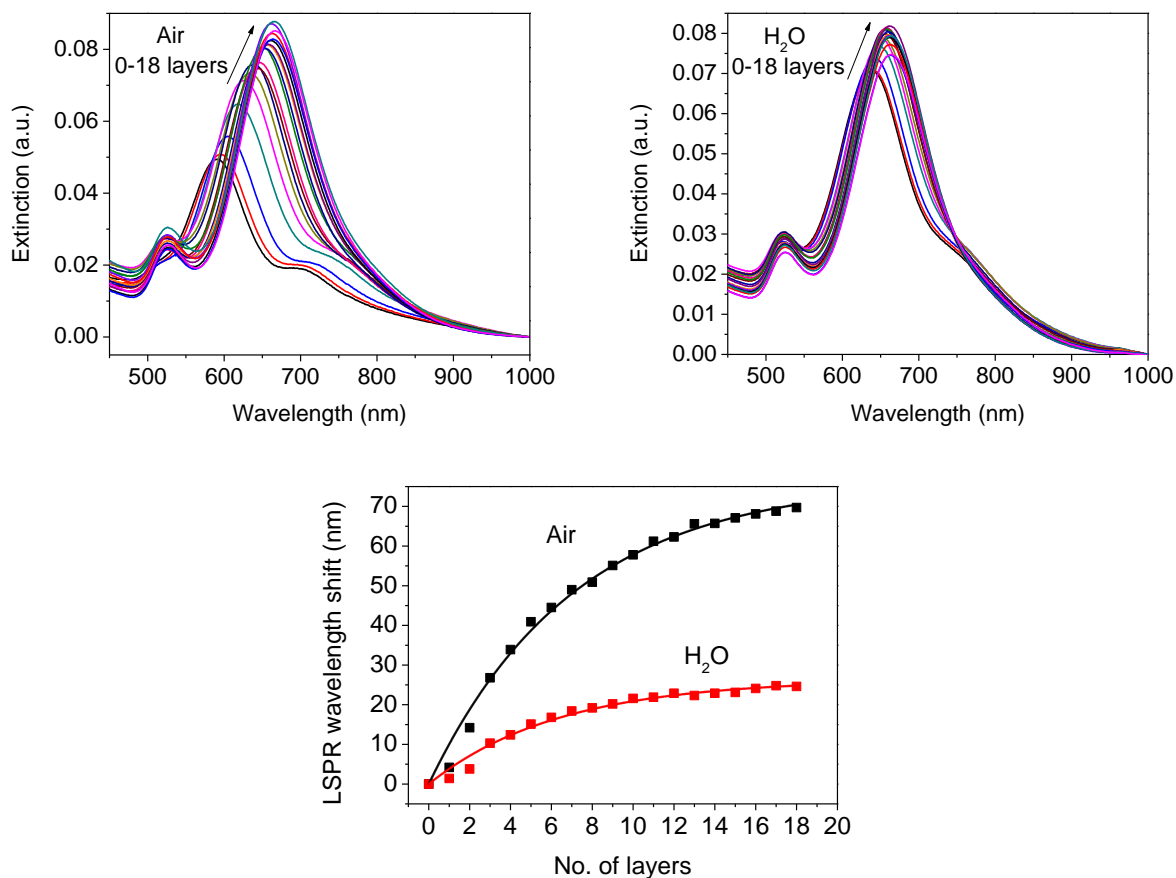 Air
0-18 layers
0.08
0.06
0.04
0.02
0.00
500 600 700 800 900 1000
Wavelength (nm)
Extinction (a.u.)
H₂O
0-18 layers
0.08
0.07
0.06
0.05
0.04
0.03
0.02
0.01
0.00
500 600 700 800 900 1000
Wavelength (nm)
Extinction (a.u.)
Air
H₂O
70
60
50
40
30
20
10
0
0 2 4 6 8 10 12 14 16 18 20
No. of layers
LSPR wavelength shift (nm)